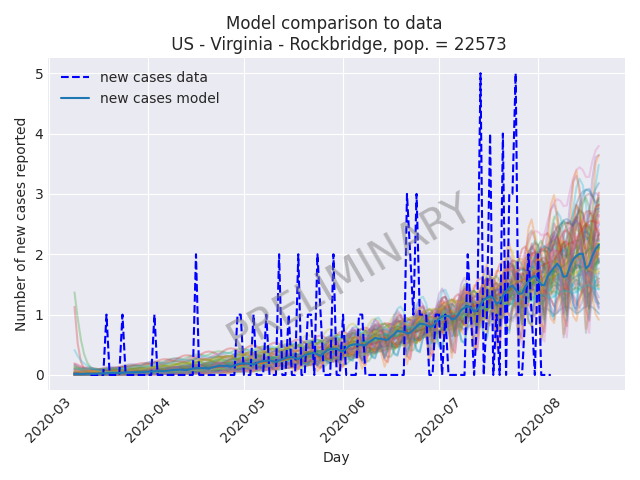 Model comparison to data
US - Virginia - Rockbridge, pop. = 22573
new cases data
new cases model
PRELIMINARY
Number of new cases reported
5
4
3
2
1
0
2020-03
2020-04
2020-05
2020-06
2020-07
2020-08
Day